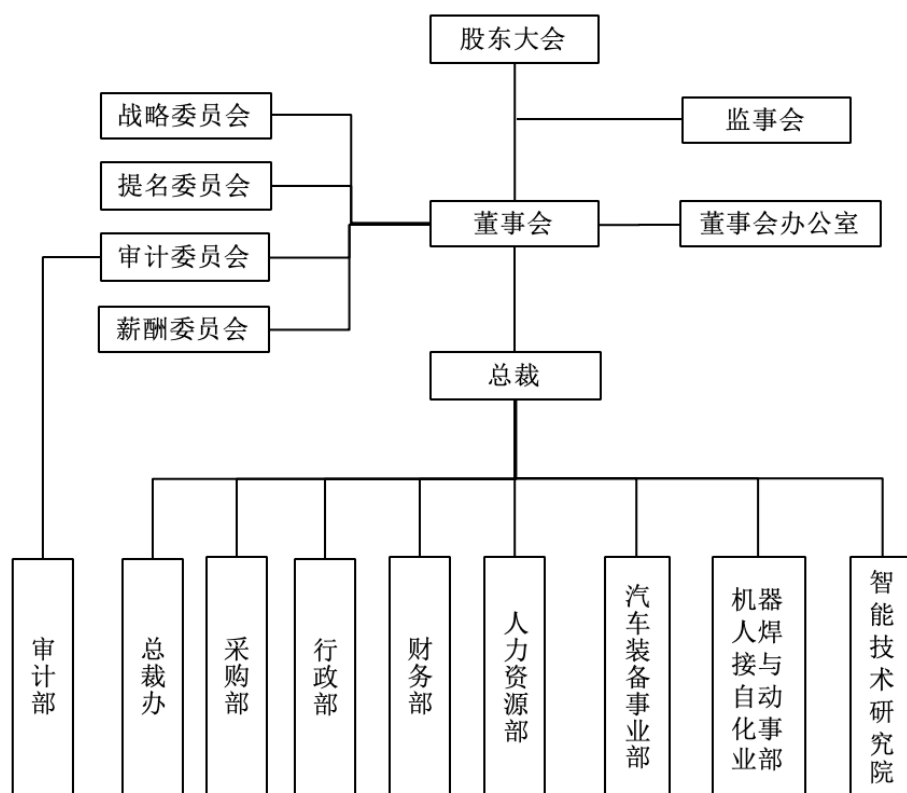 股东大会
战略委员会
监事会
提名委员会
董事会
董事会办公室
审计委员会
薪酬委员会
总裁
审计部
总裁办
采购部
行政部
财务部
人力资源部
汽车装备事业部
机器人焊接与自动化事业部
智能技术研究院